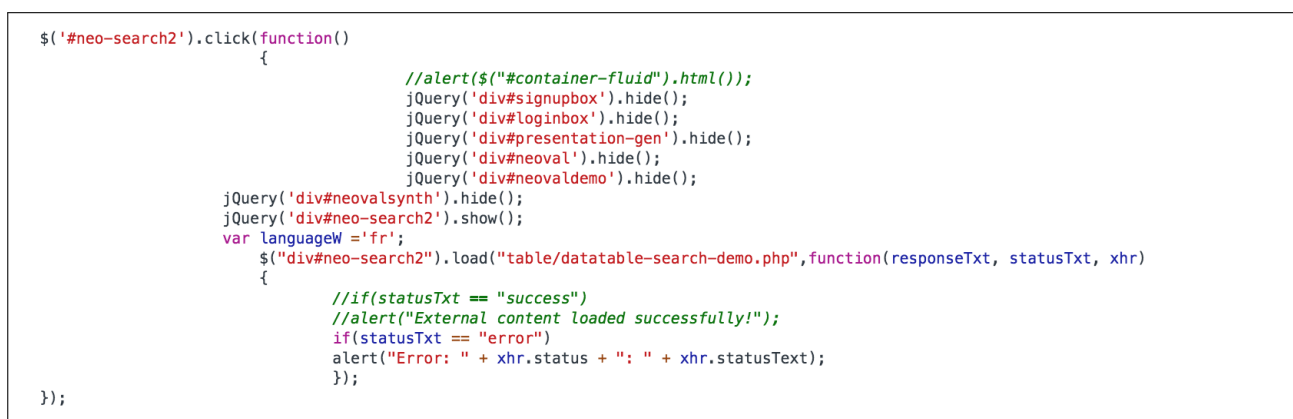 $('#neo-search2').click(function()
{
//alert($("#container-fluid").html());
jQuery('div#signupbox').hide();
jQuery('div#loginbox').hide();
jQuery('div#presentation-gen').hide();
jQuery('div#neoval').hide();
jQuery('div#neovaldemo').hide();
jQuery('div#neovalsynth').hide();
jQuery('div#neo-search2').show();
var languageW ='fr';
$("div#neo-search2").load("table/datatable-search-demo.php",function(responseTxt, statusTxt, xhr)
{
//if(statusTxt == "success")
//alert("External content loaded successfully!");
if(statusTxt == "error")
alert("Error: " + xhr.status + ": " + xhr.statusText);
});
});